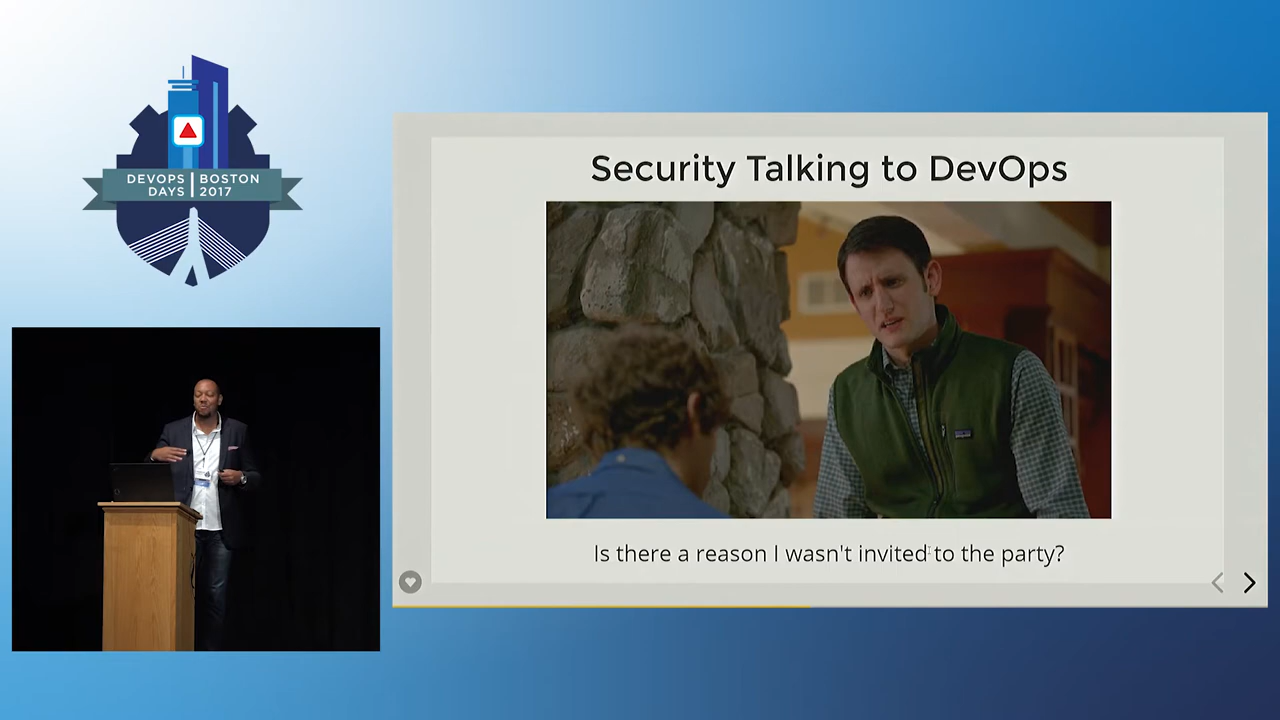 DEVOPS BOSTON
DAYS 2017
Security Talking to DevOps
Is there a reason I wasn't invited to the party?